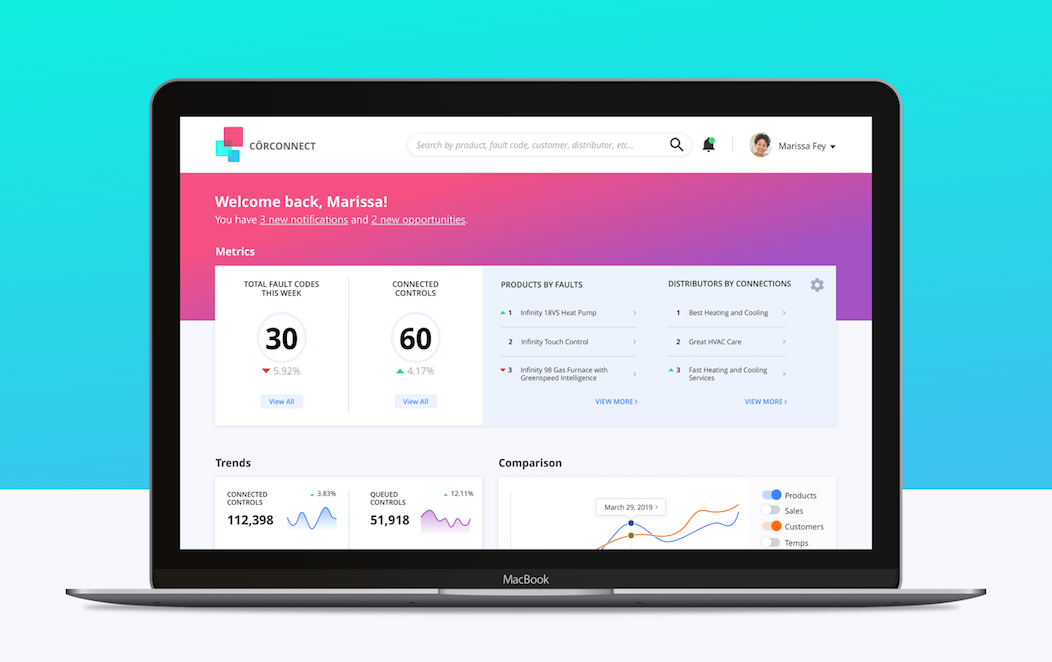 CÔRCONNECT
Search by product, fault code, customer, distributor, etc...
Marissa Fey
Welcome back, Marissa!
You have 3 new notifications and 2 new opportunities.
Metrics
TOTAL FAULT CODES
THIS WEEK
30
5.92%
View All
CONNECTED
CONTROLS
60
4.17%
View All
PRODUCTS BY FAULTS
1 Infinity 18VS Heat Pump
2 Infinity Touch Control
3 Infinity 98 Gas Furnace with
Greenspeed Intelligence
VIEW MORE
DISTRIBUTORS BY CONNECTIONS
1 Best Heating and Cooling
2 Great HVAC Care
3 Fast Heating and Cooling
Services
VIEW MORE
Trends
CONNECTED
CONTROLS
3.83%
112,398
QUEUED
CONTROLS
12.11%
51,918
Comparison
March 29, 2019
Products
Sales
Customers
Temps
MacBook